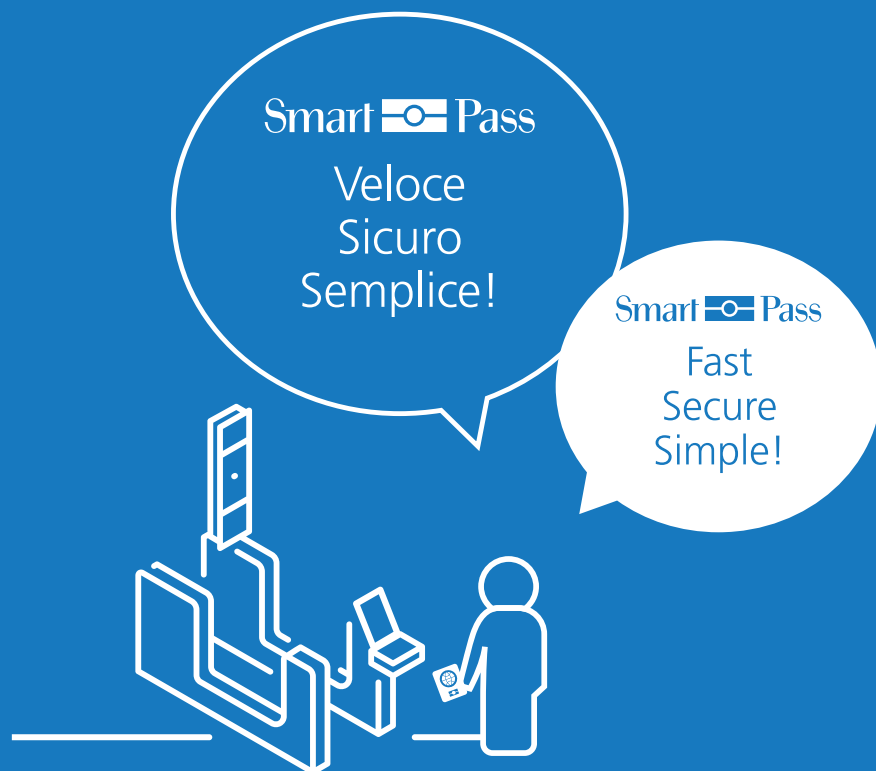 Smart Pass
Veloce
Sicuro
Semplice!
Smart Pass
Fast
Secure
Simple!